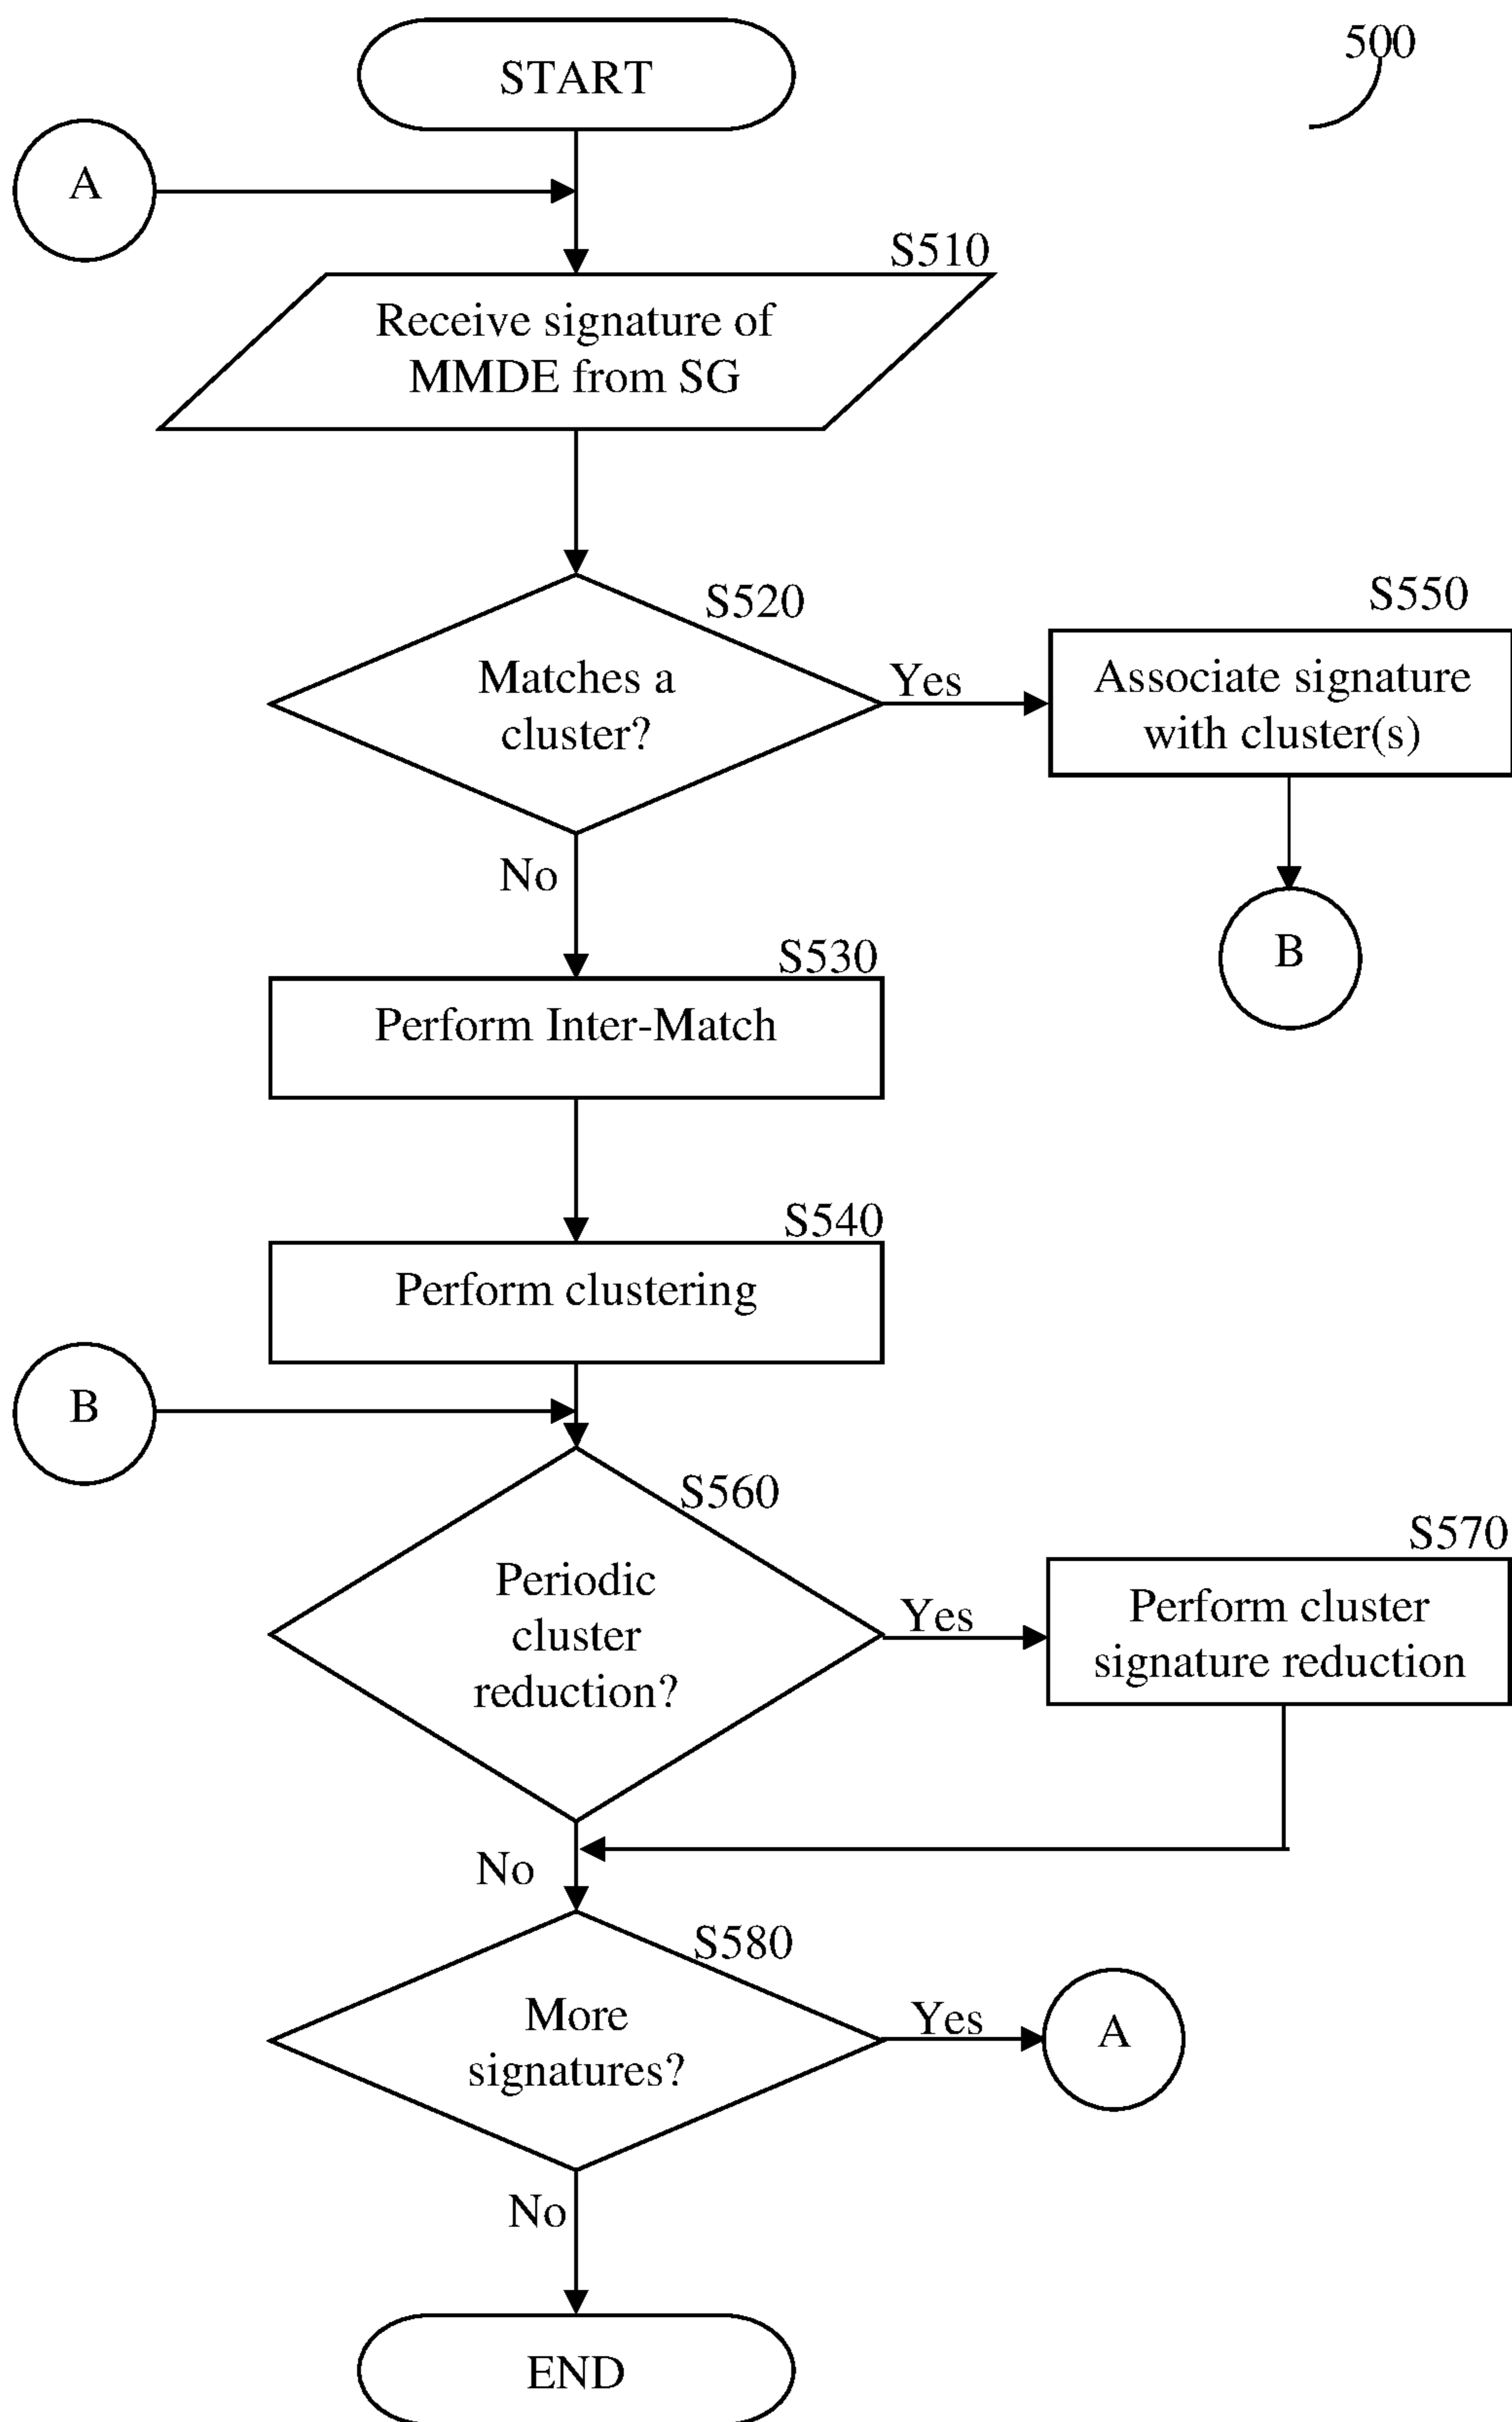 START
500
A
S510
Receive signature of
MMDE from SG
S520
Matches a
cluster?
Yes
S550
Associate signature
with cluster(s)
No
B
S530
Perform Inter-Match
S540
Perform clustering
B
S560
Periodic
cluster
reduction?
Yes
S570
Perform cluster
signature reduction
No
S580
More
signatures?
Yes
A
No
END